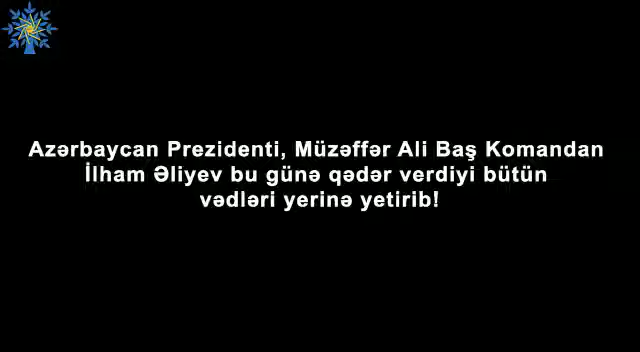 Azərbaycan Prezidenti, Müzəffər Ali Baş Komandan
İlham Əliyev bu günə qədər verdiyi bütün
vədləri yerinə yetirib!